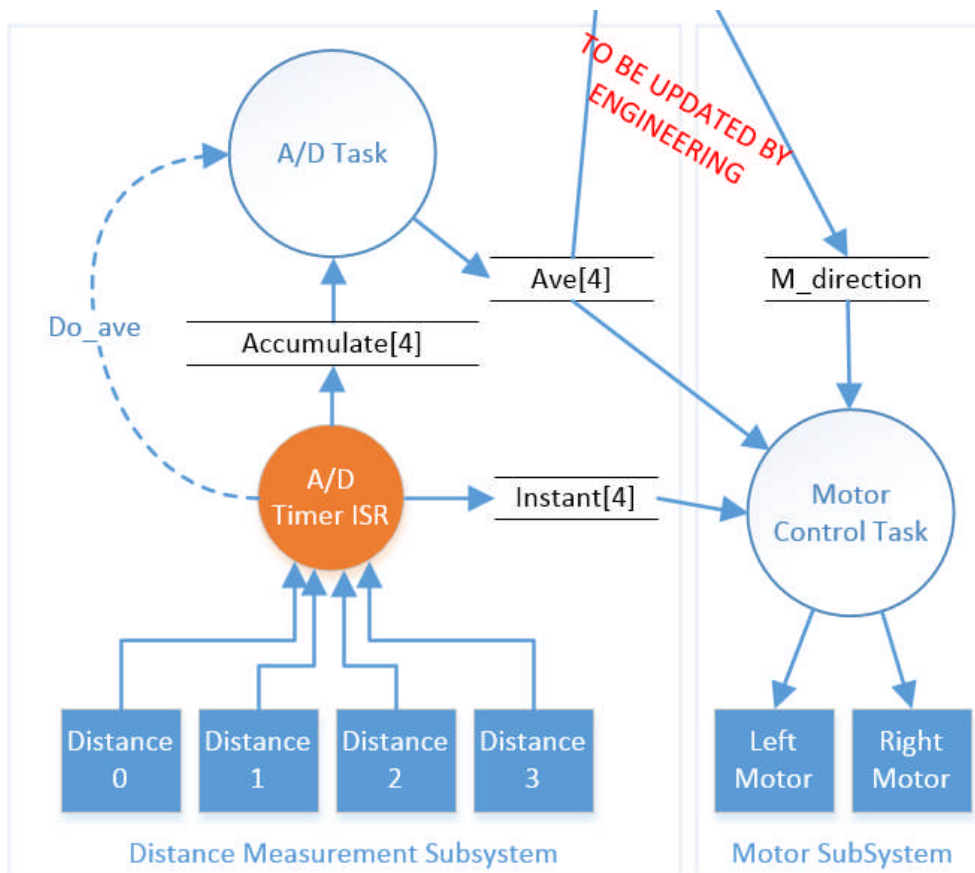 TO BE UPDATED BY
ENGINEERING
A/D Task
Ave[4]
M_direction
Do_ave
Accumulate[4]
A/D
Timer ISR
Instant[4]
Motor
Control Task
Distance
0
Distance
1
Distance
2
Distance
3
Left
Motor
Right
Motor
Distance Measurement Subsystem
Motor SubSystem